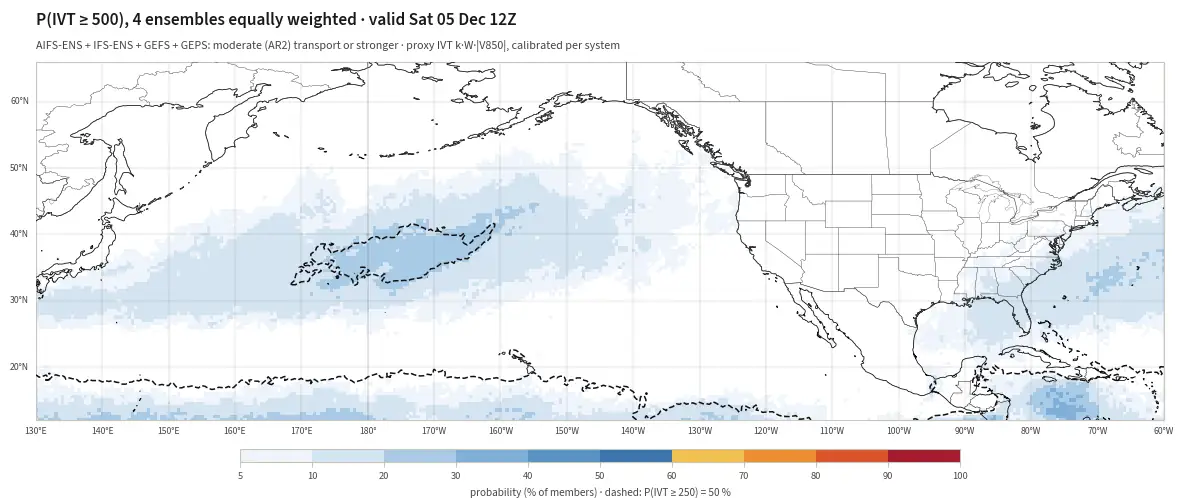 P(IVT ≥ 500), 4 ensembles equally weighted · valid Sat 05 Dec 12Z
AIFS-ENS + IFS-ENS + GEFS + GEPS: moderate (AR2) transport or stronger · proxy IVT k·W·|V850|, calibrated per system
60°N
50°N
40°N
30°N
20°N
130°E 140°E 150°E 160°E 170°E 180° 170°W 160°W 150°W 140°W 130°W 120°W 110°W 100°W 90°W 80°W 70°W 60°W
5 10 20 30 40 50 60 70 80 90 100
probability (% of members) · dashed: P(IVT ≥ 250) = 50 %